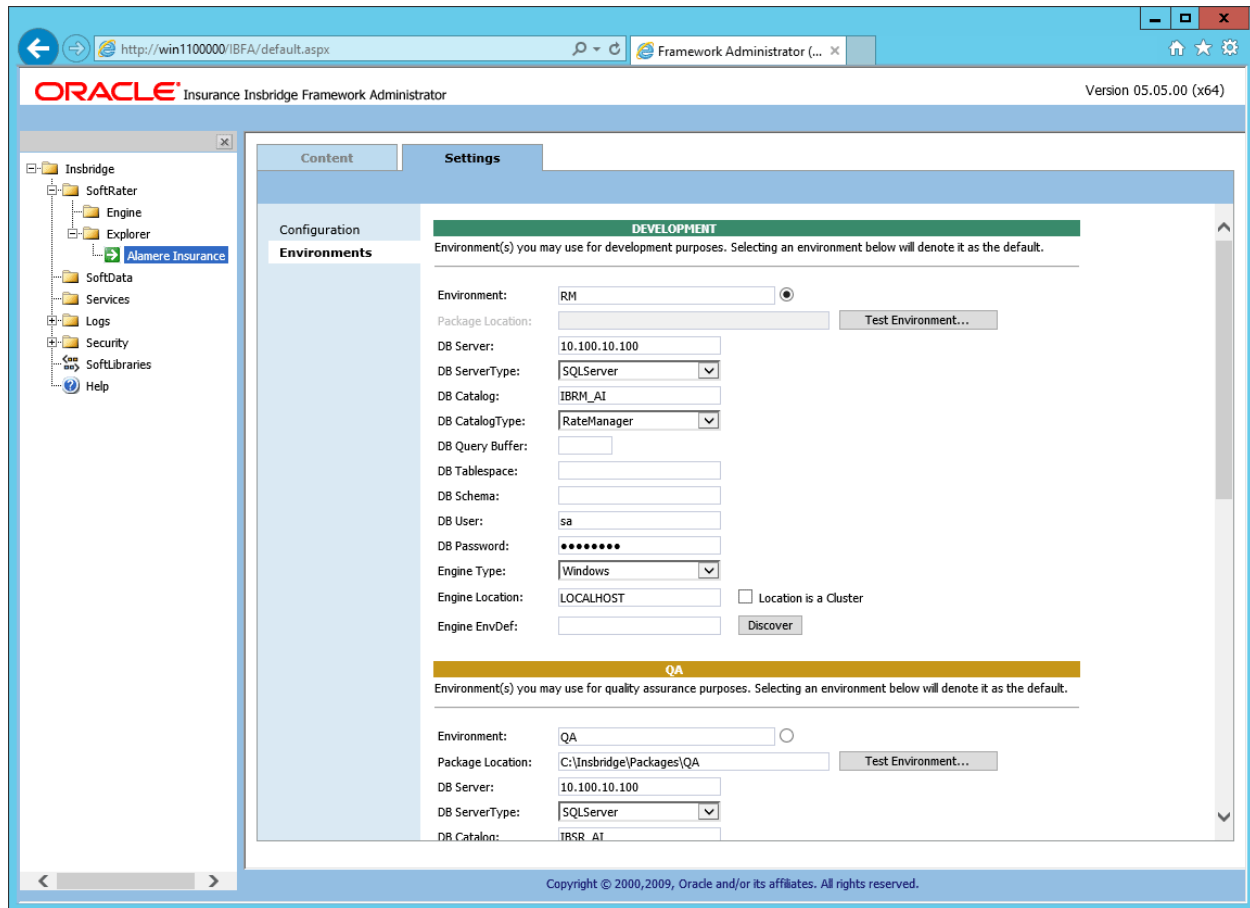 http://win1100000/IBFA/default.aspx
Framework Administrator (...
ORACLE Insurance Insbridge Framework Administrator
Version 05.05.00 (x64)
Insbridge
SoftRater
Engine
Explorer
Alamere Insurance
SoftData
Services
Logs
Security
SoftLibraries
Help
Content
Settings
Configuration
Environments
DEVELOPMENT
Environment(s) you may use for development purposes. Selecting an environment below will denote it as the default.
Environment: RM
Package Location: Test Environment...
DB Server: 10.100.10.100
DB ServerType: SQLServer
DB Catalog: IBRM_AI
DB CatalogType: RateManager
DB Query Buffer:
DB Tablespace:
DB Schema:
DB User: sa
DB Password: ●●●●●●●●
Engine Type: Windows
Engine Location: LOCALHOST Location is a Cluster
Engine EnvDef: Discover
QA
Environment(s) you may use for quality assurance purposes. Selecting an environment below will denote it as the default.
Environment: QA
Package Location: C:\Insbridge\Packages\QA Test Environment...
DB Server: 10.100.10.100
DB ServerType: SQLServer
DB Catalog: IBSR_AI
Copyright © 2000,2009, Oracle and/or its affiliates. All rights reserved.